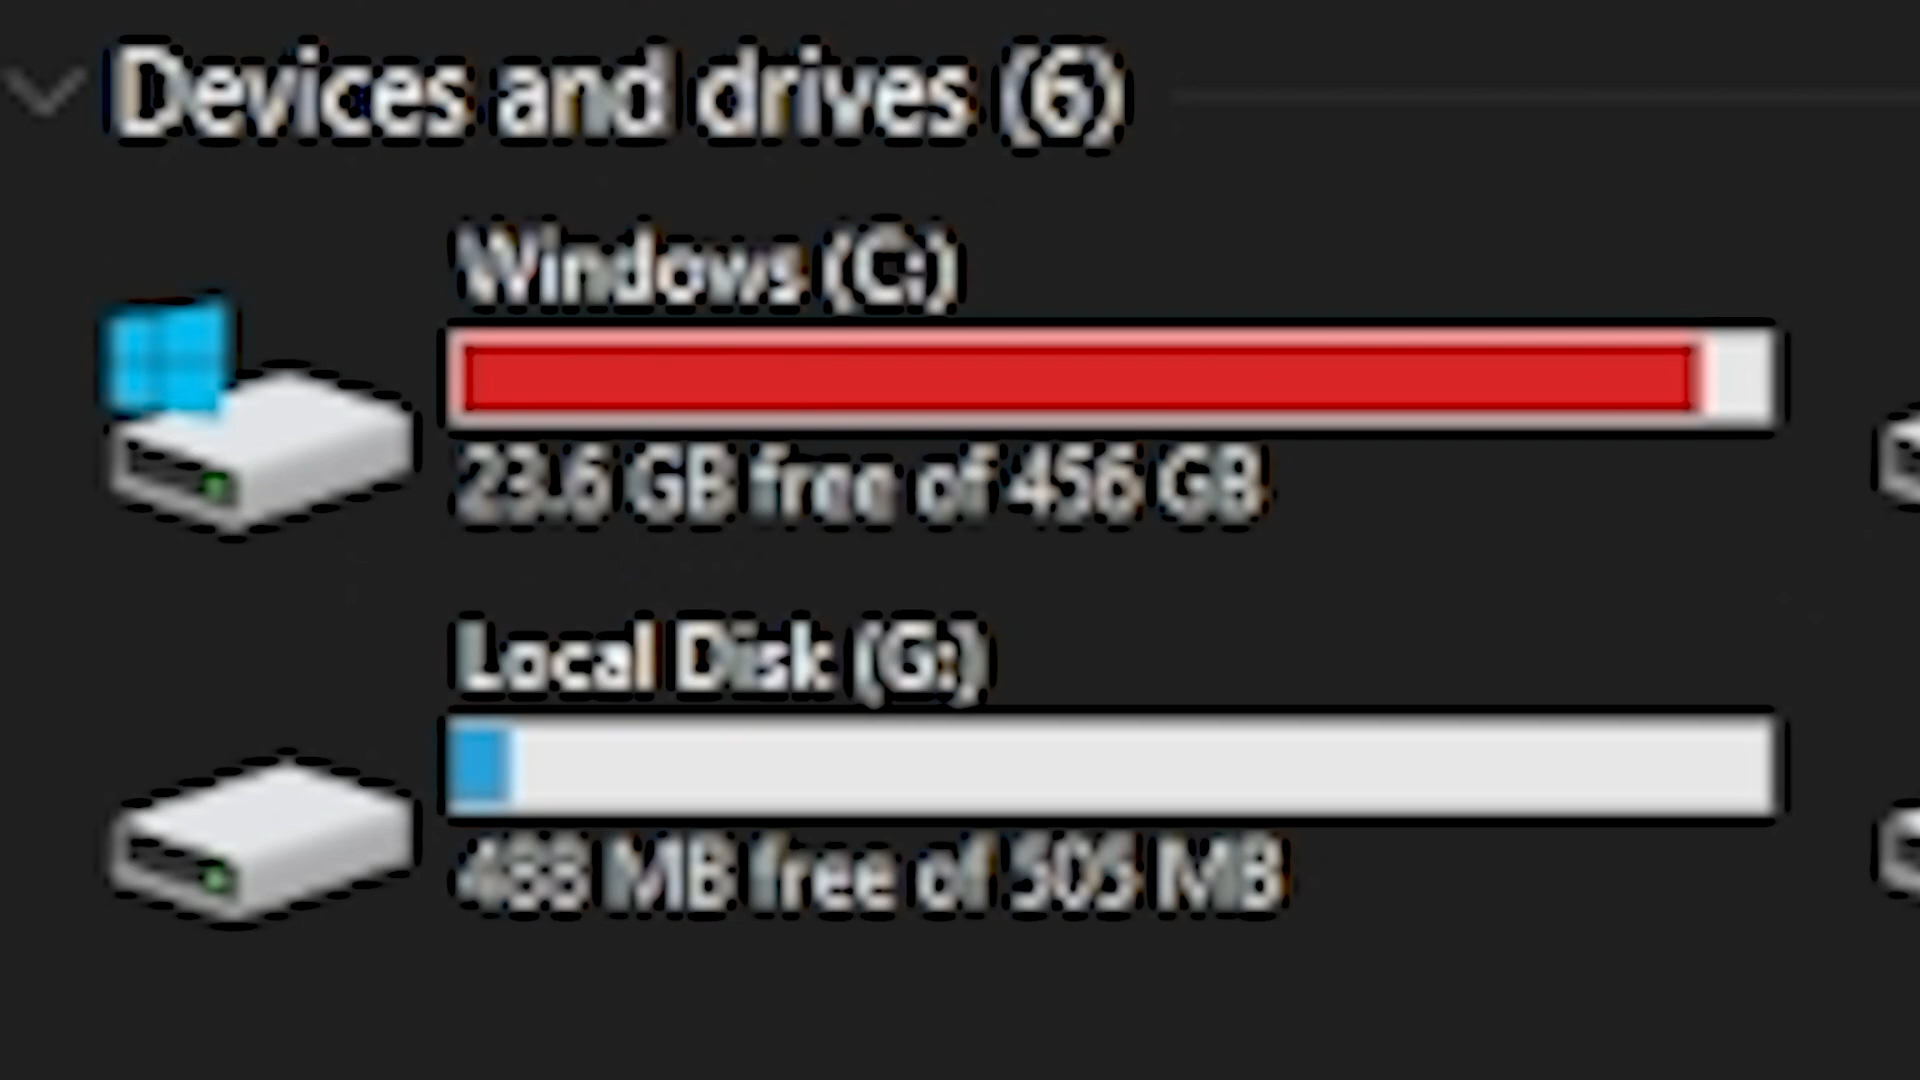 Devices and drives (6)
Windows (C:)
23.6 GB free of 456 GB
Local Disk (G:)
488 MB free of 505 MB